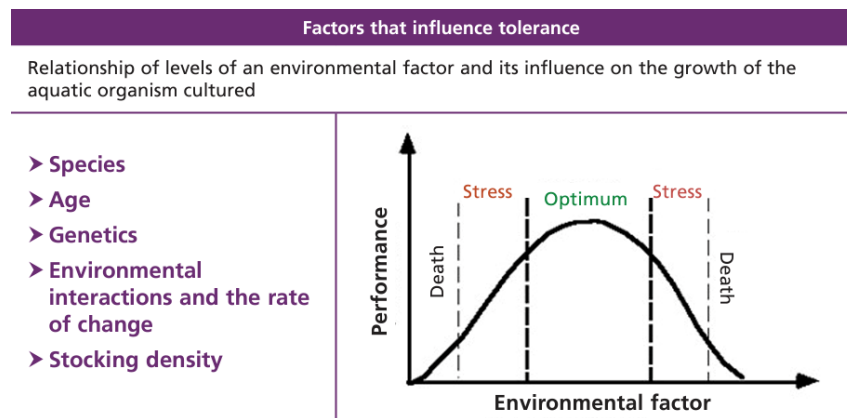 Factors that influence tolerance
Relationship of levels of an environmental factor and its influence on the growth of the
aquatic organism cultured
➤ Species
➤ Age
➤ Genetics
➤ Environmental
interactions and the rate
of change
➤ Stocking density
Performance
Death
Stress
Optimum
Stress
Death
Environmental factor